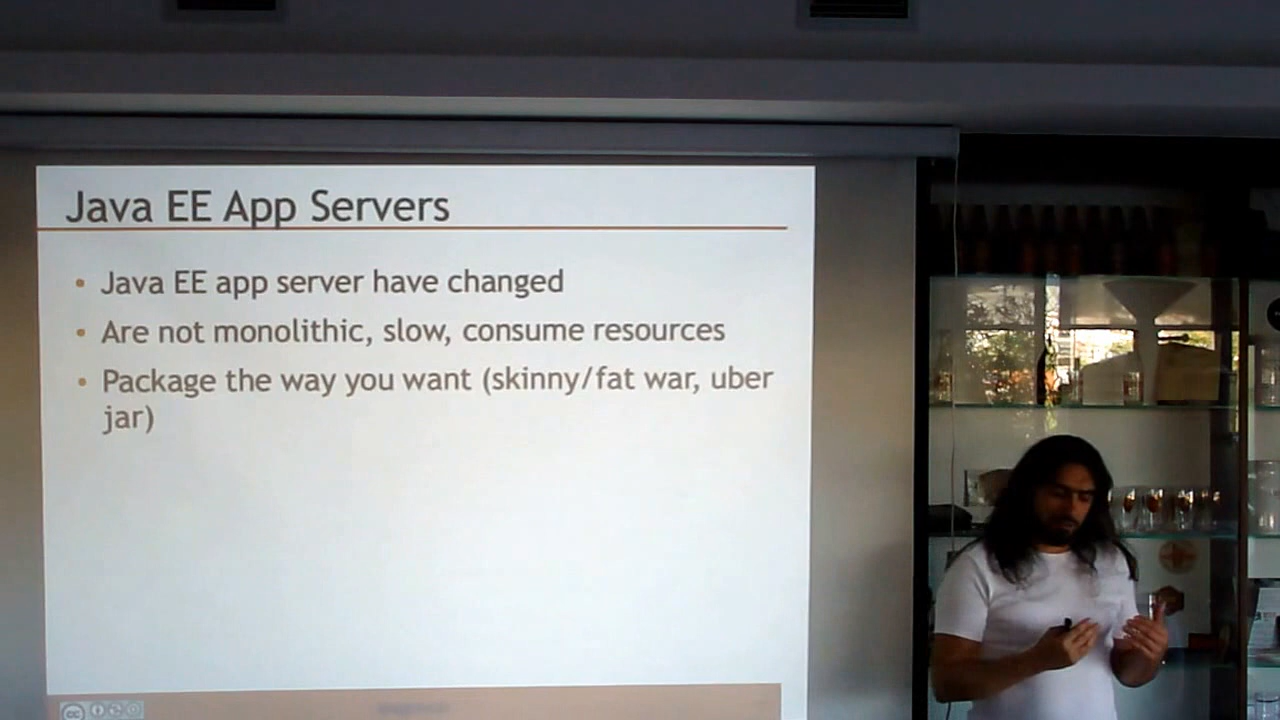 Java EE App Servers
• Java EE app server have changed
• Are not monolithic, slow, consume resources
• Package the way you want (skinny/fat war, uber
jar)
cc